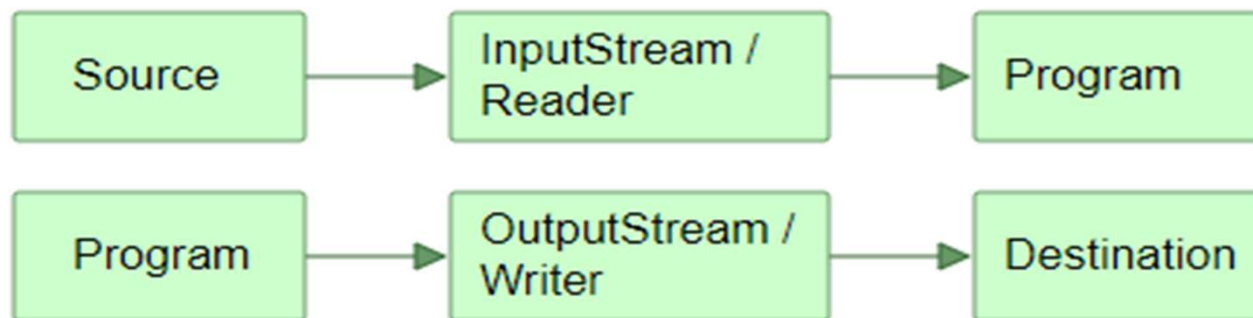 Source
InputStream /
Reader
Program
Program
OutputStream /
Writer
Destination